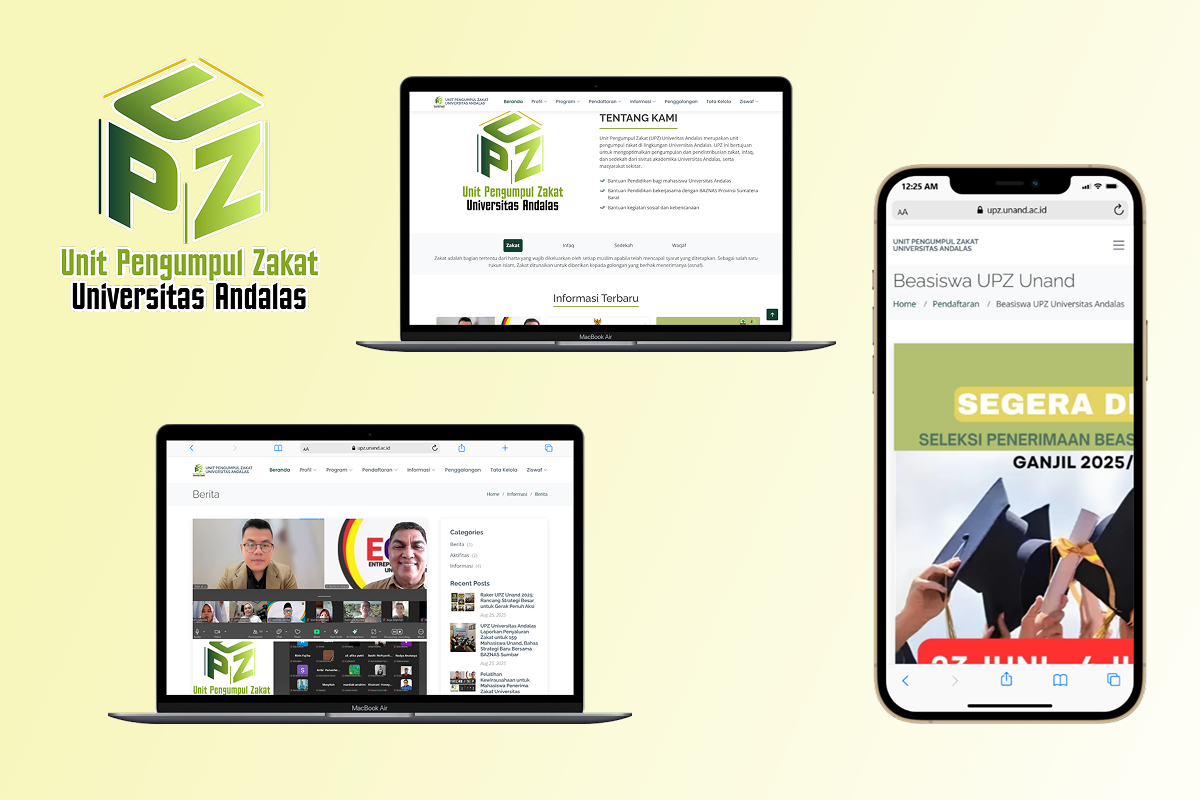 UPZ
Unit Pengumpul Zakat
Universitas Andalas
UNIT PENGUMPUL ZAKAT
UNIVERSITAS ANDALAS
Beranda Profil Program Pendaftaran Informasi Penggalangan Tata Kelola Ziswaf
UPZ
Unit Pengumpul Zakat
Universitas Andalas
TENTANG KAMI
Unit Pengumpul Zakat (UPZ) Univeritas Andalas merupakan unit
pengumpul zakat di lingkungan Universitas Andalas. UPZ ini bertujuan
untuk mengoptimalkan pengumpulan dan pendistribusian zakat, infaq,
dan sedekah dari sivitas akademika Universitas Andalas, serta
masyarakat sekitar.
Bantuan Pendidikan bagi mahasiswa Universitas Andalas
Bantuan Pendidikan bekerjasama dengan BAZNAS Provinsi Sumatera
Barat
Bantuan kegiatan sosial dan kebencanaan
Zakat Infaq Sedekah Waqaf
Zakat adalah bagian tertentu dari harta yang wajib dikeluarkan oleh setiap muslim apabila telah mencapai syarat yang ditetapkan. Sebagai salah satu
rukun Islam, Zakat ditunaikan untuk diberikan kepada golongan yang berhak menerimanya (asnaf).
Informasi Terbaru
MacBook Air
12:25 AM
AA upz.unand.ac.id
UNIT PENGUMPUL ZAKAT
UNIVERSITAS ANDALAS
Beasiswa UPZ Unand
Home / Pendaftaran / Beasiswa UPZ Universitas Andalas
SEGERA DI
SELEKSI PENERIMAAN BEAS
GANJIL 2025/
AA upz.unand.ac.id
UNIT PENGUMPUL ZAKAT
UNIVERSITAS ANDALAS
Beranda Profil Program Pendaftaran Informasi Penggalangan Tata Kelola Ziswaf
Berita
Home / Informasi / Berita
UPZ
Unit Pengumpul Zakat
Categories
Berita (1)
Aktifitas (2)
Informasi (4)
Recent Posts
Raker UPZ Unand 2025:
Rancang Strategi Besar
untuk Gerak Penuh Aksi
Aug 25, 2025
UPZ Universitas Andalas
Laporkan Penyaluran
Zakat untuk 159
Mahasiswa Unand, Bahas
Strategi Baru Bersama
BAZNAS Sumbar
Aug 25, 2025
Pelatihan
Kewirausahaan untuk
Mahasiswa Penerima
Zakat Universitas
MacBook Air